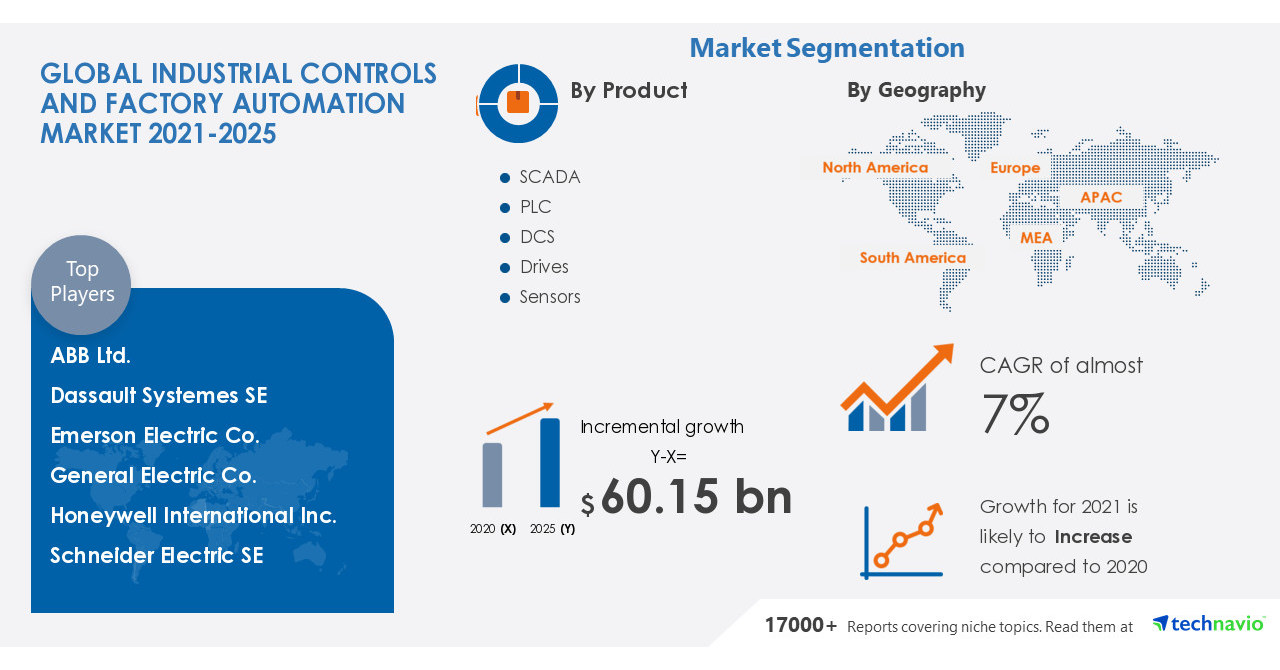 GLOBAL INDUSTRIAL CONTROLS
AND FACTORY AUTOMATION
MARKET 2021-2025
Top
Players
ABB Ltd.
Dassault Systemes SE
Emerson Electric Co.
General Electric Co.
Honeywell International Inc.
Schneider Electric SE
Market Segmentation
By Product
SCADA
PLC
DCS
Drives
Sensors
By Geography
North America
Europe
APAC
MEA
South America
Incremental growth
Y-X=
$ 60.15 bn
2020 (X) 2025 (Y)
CAGR of almost
7%
Growth for 2021 is
likely to Increase
compared to 2020
17000+ Reports covering niche topics. Read them at
technavio